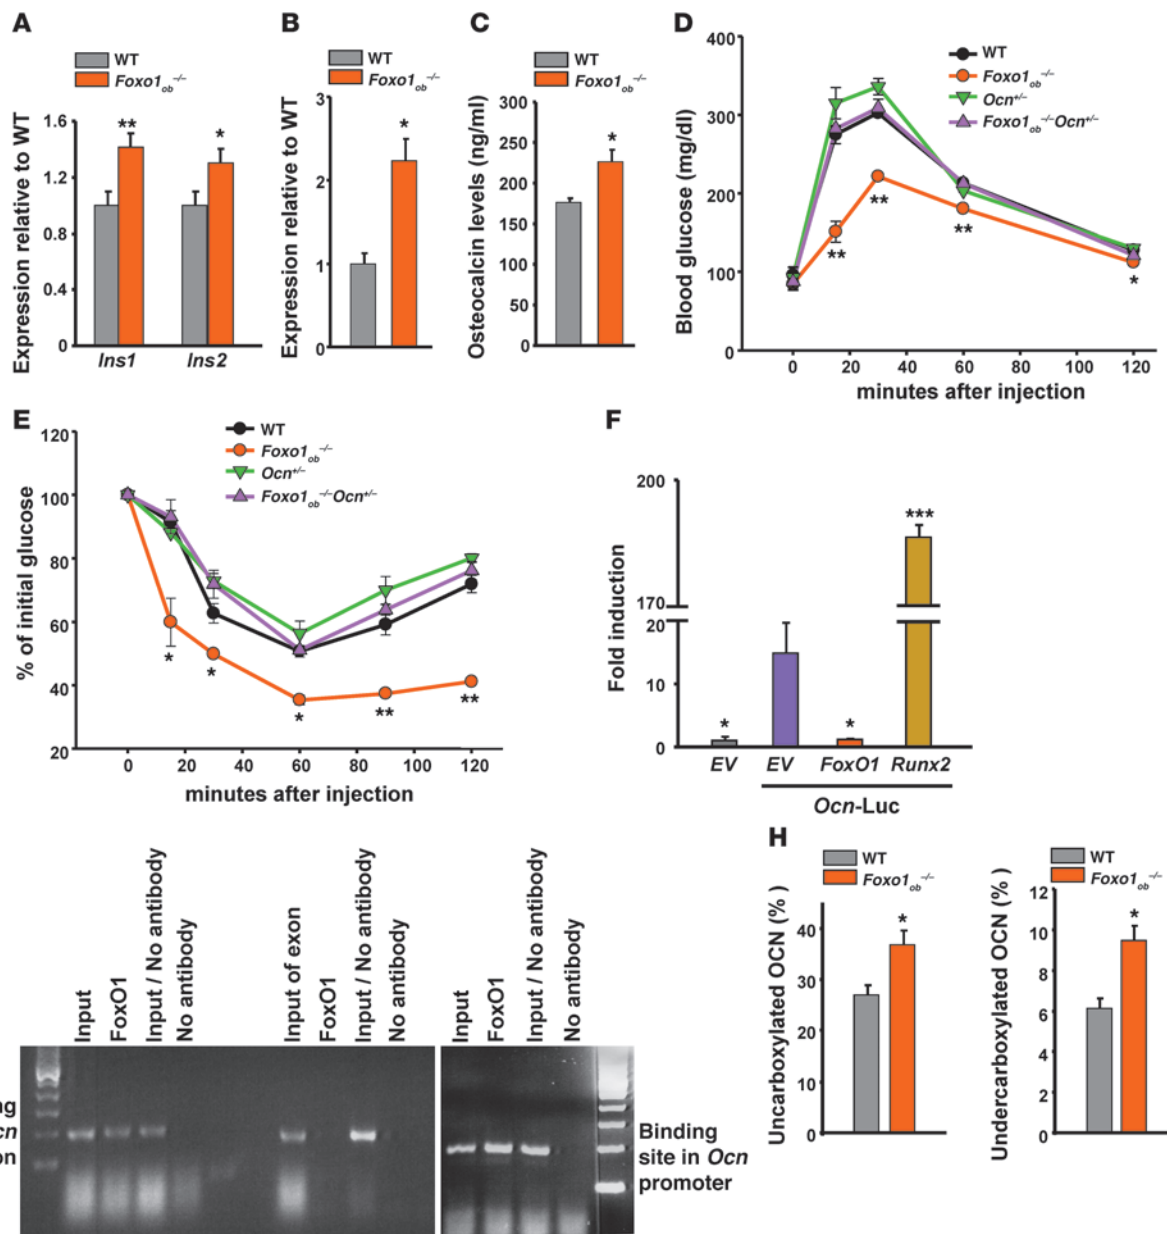 A
WT
Foxo1ob−/−
Expression relative to WT
1.6
1.2
0.8
0.4
0
**
*
Ins1
Ins2
B
WT
Foxo1ob−/−
Expression relative to WT
3
2
1
0
*
C
WT
Foxo1ob−/−
Osteocalcin levels (ng/ml)
300
250
200
150
100
50
0
*
D
WT
Foxo1ob−/−
Ocn+/−
Foxo1ob−/−Ocn+/−
Blood glucose (mg/dl)
400
300
200
100
0
**
**
**
*
0 20 40 60 80 100 120
minutes after injection
E
WT
Foxo1ob−/−
Ocn+/−
Foxo1ob−/−Ocn+/−
% of initial glucose
120
100
80
60
40
20
*
*
*
**
**
0 20 40 60 80 100 120
minutes after injection
F
Fold induction
200
170
20
10
0
*
*
***
EV EV FoxO1 Runx2
Ocn-Luc
Input
FoxO1
Input / No antibody
No antibody
Input of exon
FoxO1
Input / No antibody
No antibody
Input
FoxO1
Input / No antibody
No antibody
ng
cn
on
Binding
site in Ocn
promoter
H
WT
Foxo1ob−/−
Uncarboxylated OCN (%)
40
30
20
10
0
*
WT
Foxo1ob−/−
Undercarboxylated OCN (%)
12
10
8
6
4
2
0
*